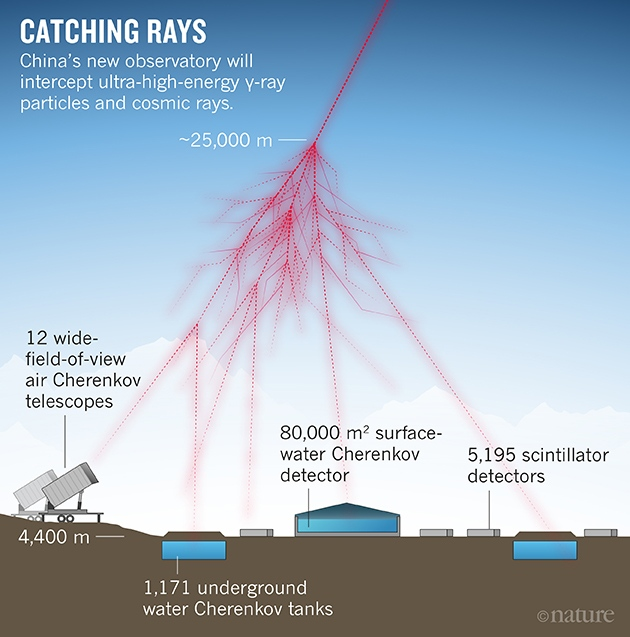 CATCHING RAYS
China's new observatory will
intercept ultra-high-energy γ-ray
particles and cosmic rays.
~25,000 m
12 wide-
field-of-view
air Cherenkov
telescopes
80,000 m² surface-
water Cherenkov
detector
5,195 scintillator
detectors
4,400 m
1,171 underground
water Cherenkov tanks
©nature